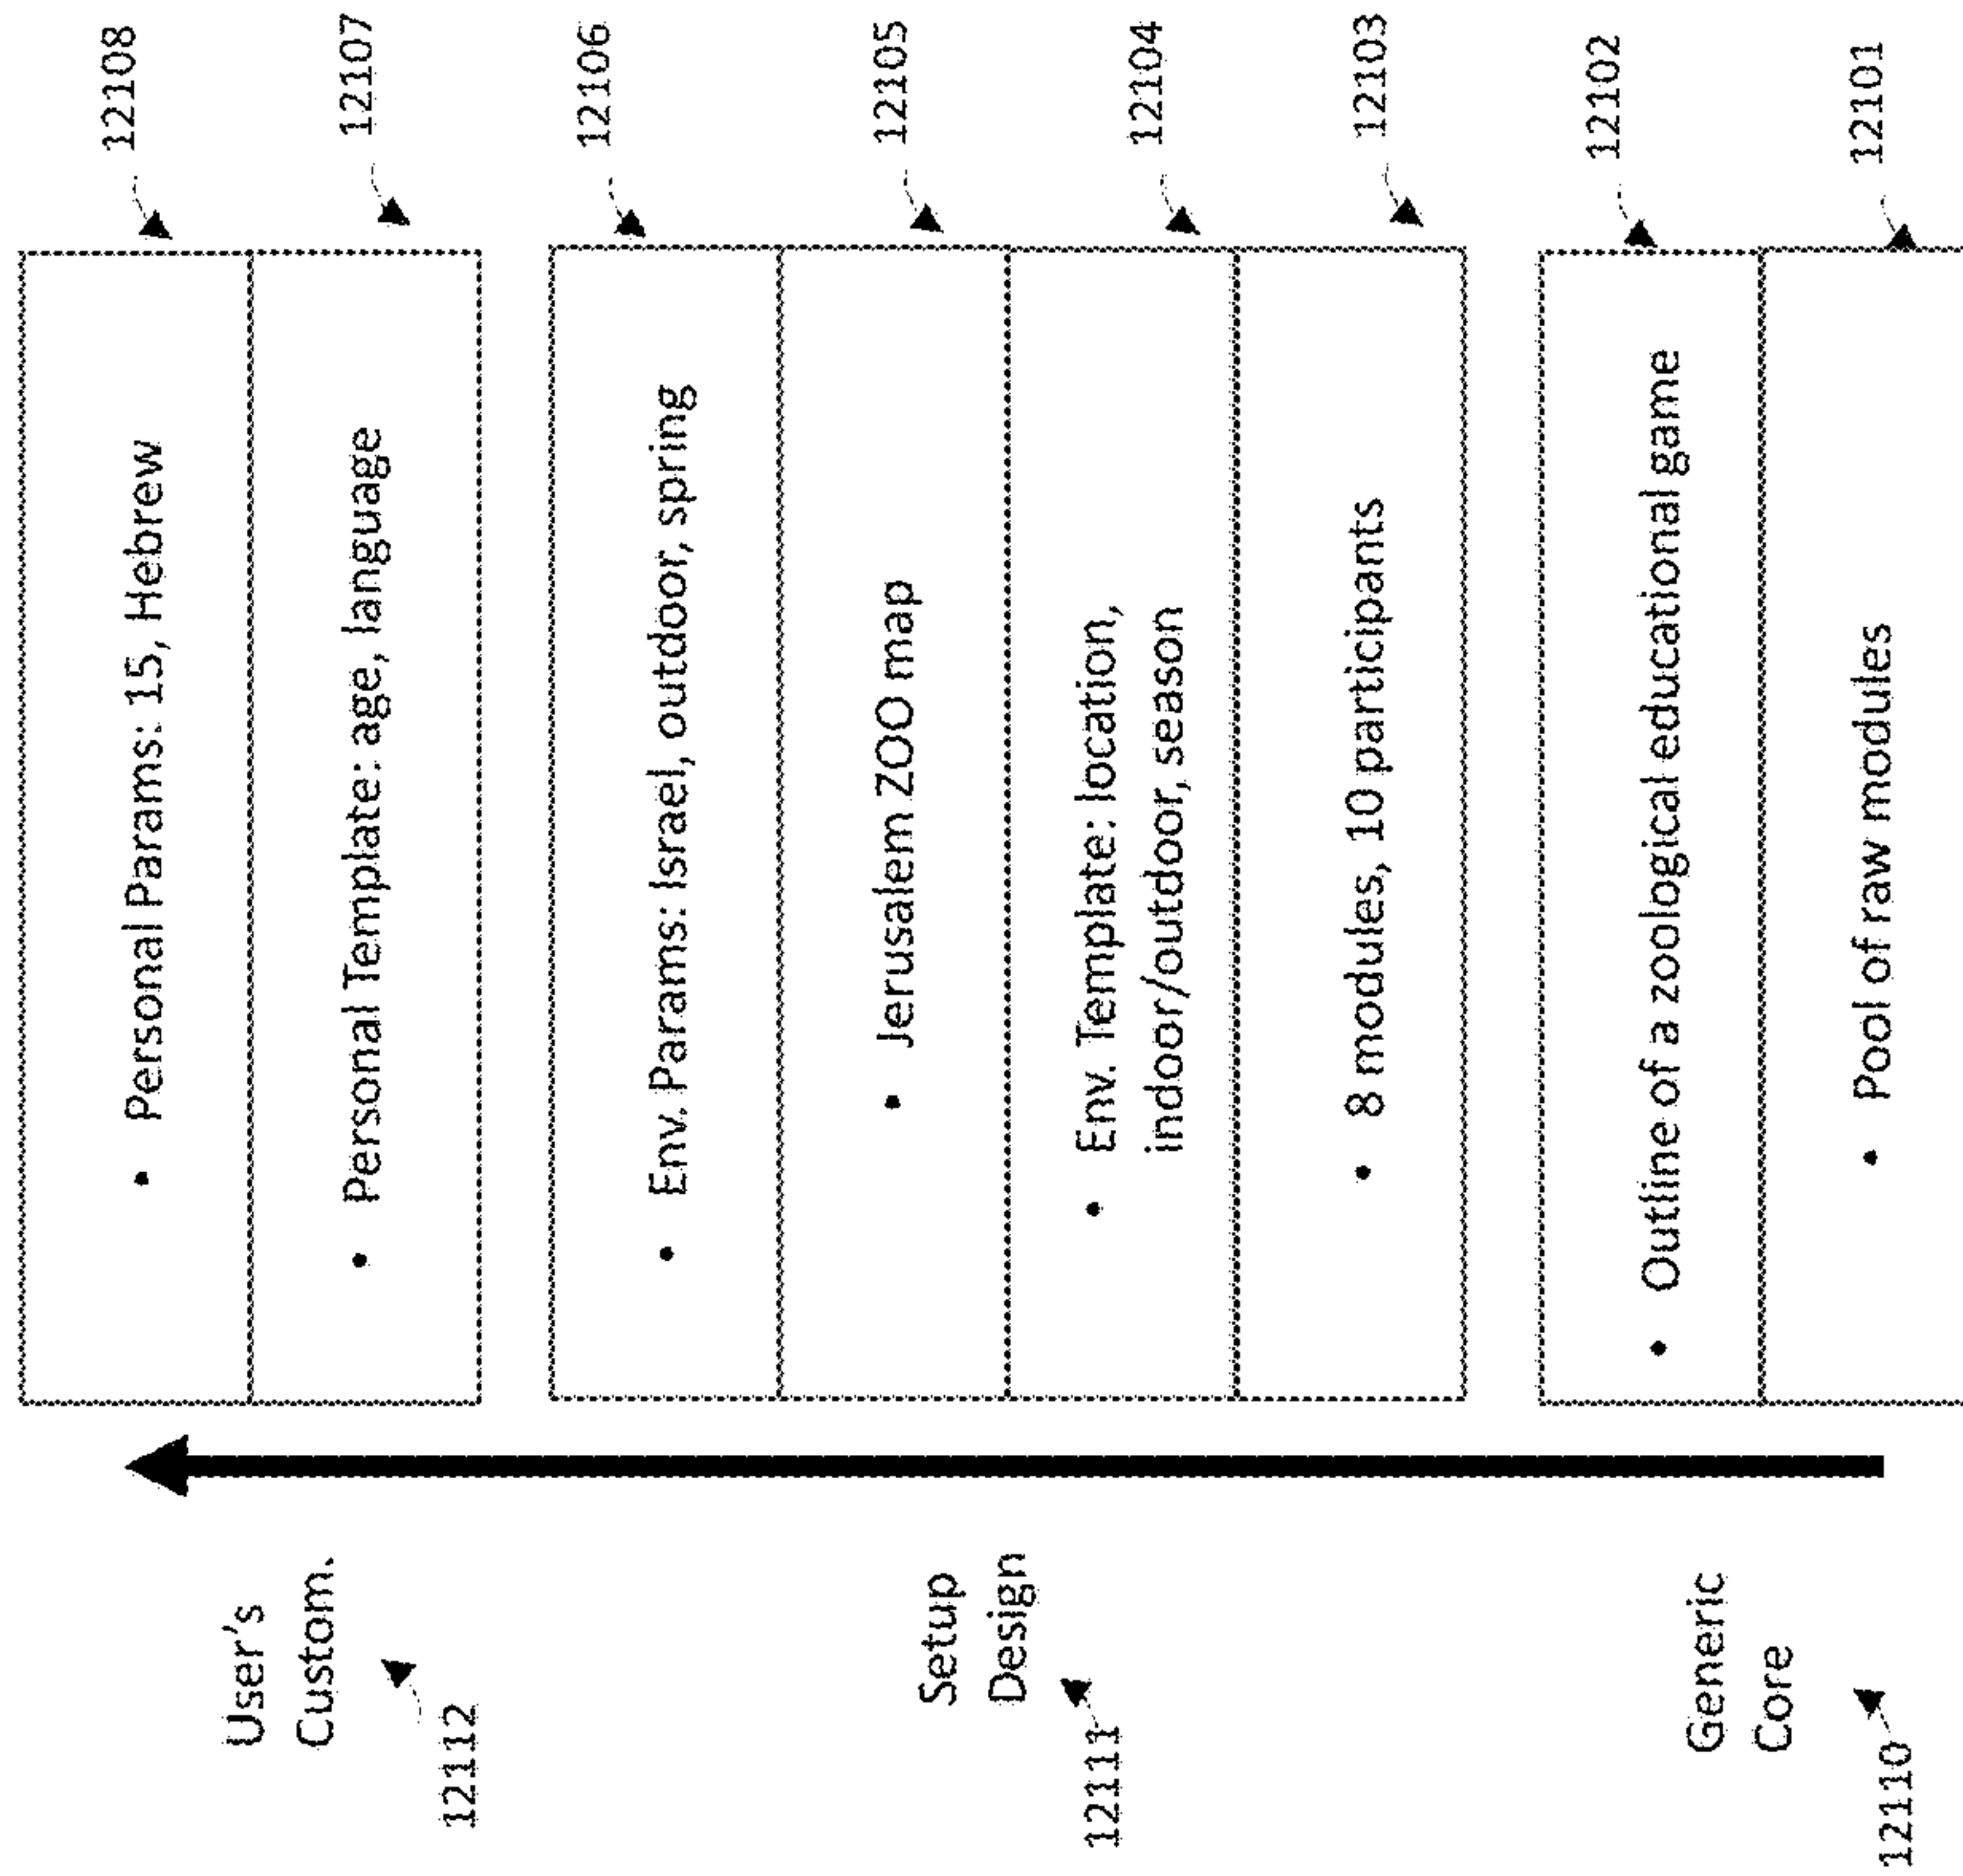 User's
Custom.
12112
• Personal Params: 15, Hebrew
12108
• Personal Template: age, language
12107
Setup
Design
12111
• Env. Params: Israel, outdoor, spring
12106
• Jerusalem ZOO map
12105
• Env. Template: location,
indoor/outdoor, season
12104
• 8 modules, 10 participants
12103
Generic
Core
12110
• Outline of a zoological educational game
12102
• Pool of raw modules
12101